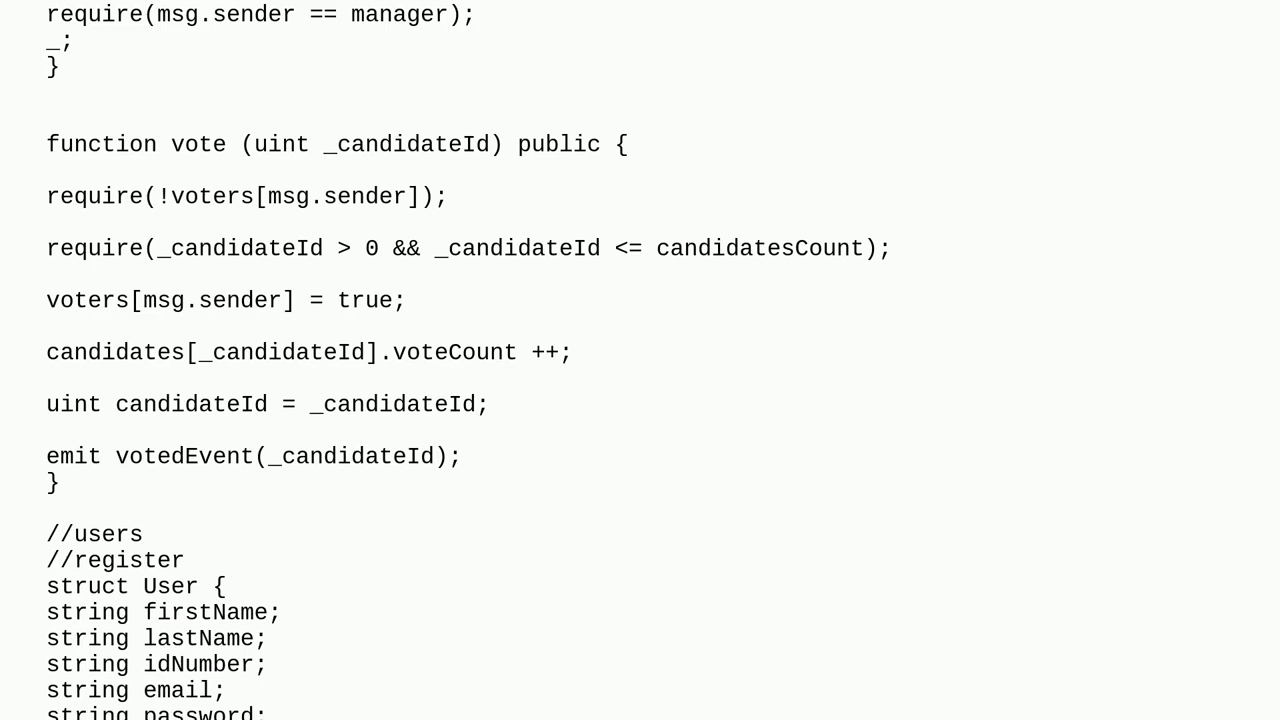 require(msg.sender == manager);
_;
}
function vote (uint _candidateId) public {
require(!voters[msg.sender]);
require(_candidateId > 0 && _candidateId <= candidatesCount);
voters[msg.sender] = true;
candidates[_candidateId].voteCount ++;
uint candidateId = _candidateId;
emit votedEvent(_candidateId);
}
//users
//register
struct User {
string firstName;
string lastName;
string idNumber;
string email;
string password;